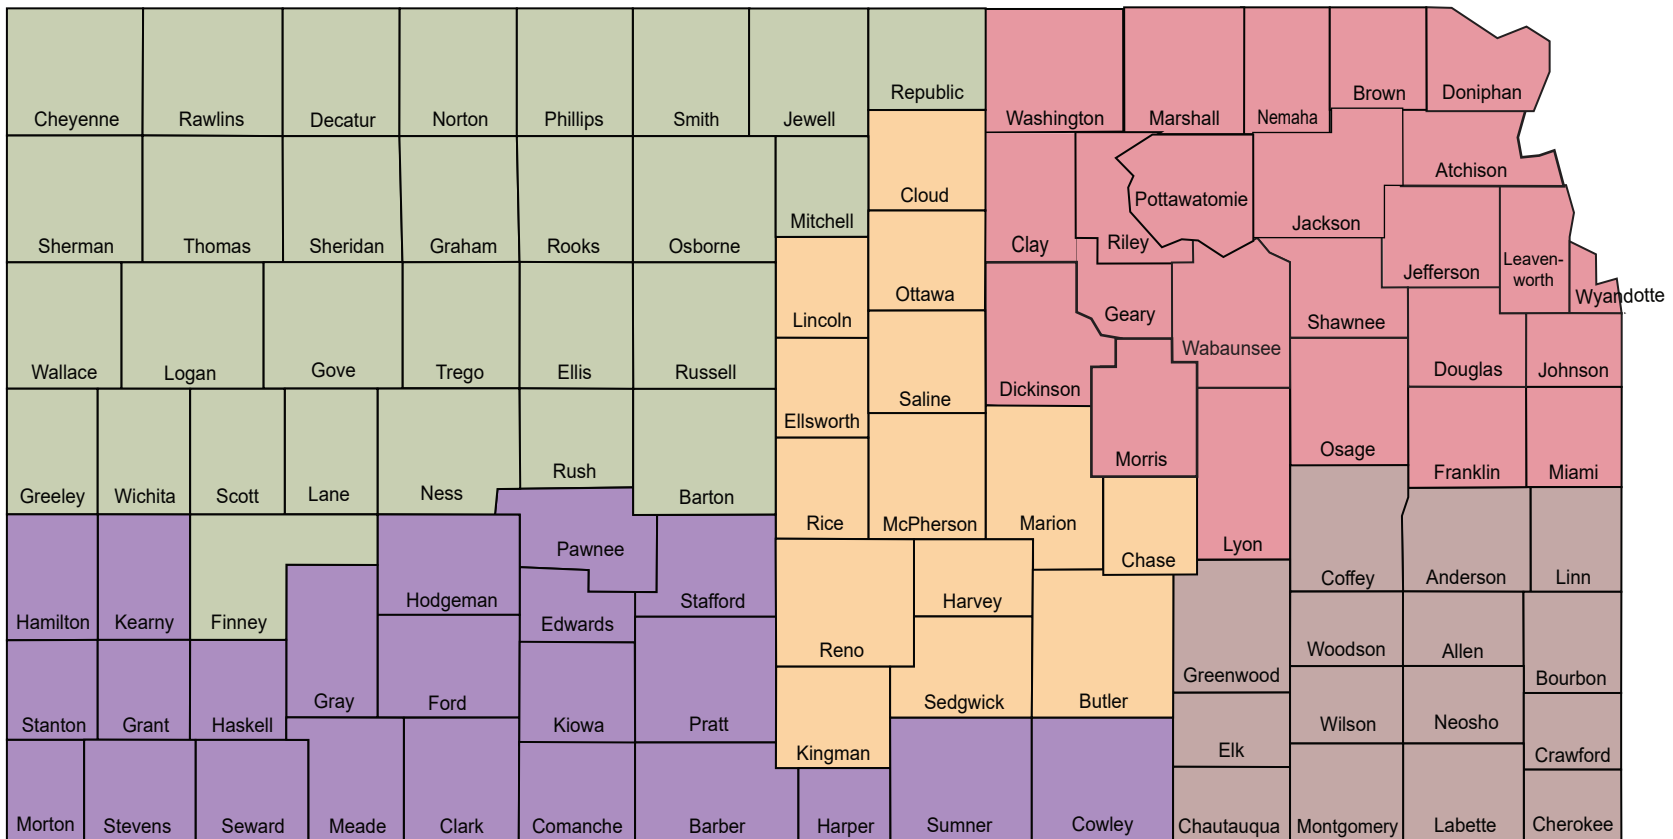 Cheyenne
Rawlins
Decatur
Norton
Phillips
Smith
Jewell
Republic
Washington
Marshall
Nemaha
Brown
Doniphan
Sherman
Thomas
Sheridan
Graham
Rooks
Osborne
Mitchell
Cloud
Clay
Riley
Pottawatomie
Jackson
Atchison
Jefferson
Leaven-
worth
Wyandotte
Wallace
Logan
Gove
Trego
Ellis
Russell
Lincoln
Ottawa
Saline
Dickinson
Geary
Wabaunsee
Shawnee
Douglas
Johnson
Greeley
Wichita
Scott
Lane
Ness
Rush
Barton
Ellsworth
Rice
McPherson
Marion
Morris
Chase
Lyon
Osage
Franklin
Miami
Hamilton
Kearny
Finney
Hodgeman
Pawnee
Edwards
Stafford
Reno
Harvey
Sedgwick
Butler
Greenwood
Coffey
Anderson
Linn
Woodson
Allen
Bourbon
Stanton
Grant
Haskell
Gray
Ford
Kiowa
Pratt
Kingman
Elk
Wilson
Neosho
Crawford
Morton
Stevens
Seward
Meade
Clark
Comanche
Barber
Harper
Sumner
Cowley
Chautauqua
Montgomery
Labette
Cherokee